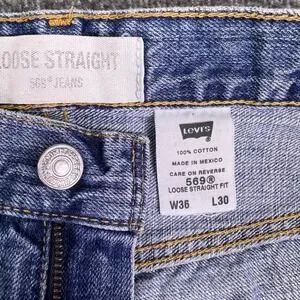 LOOSE STRAIGHT
569® JEANS
Levi's
100% COTTON
MADE IN MEXICO
CARE ON REVERSE
569®
LOOSE STRAIGHT FIT
W36 L30